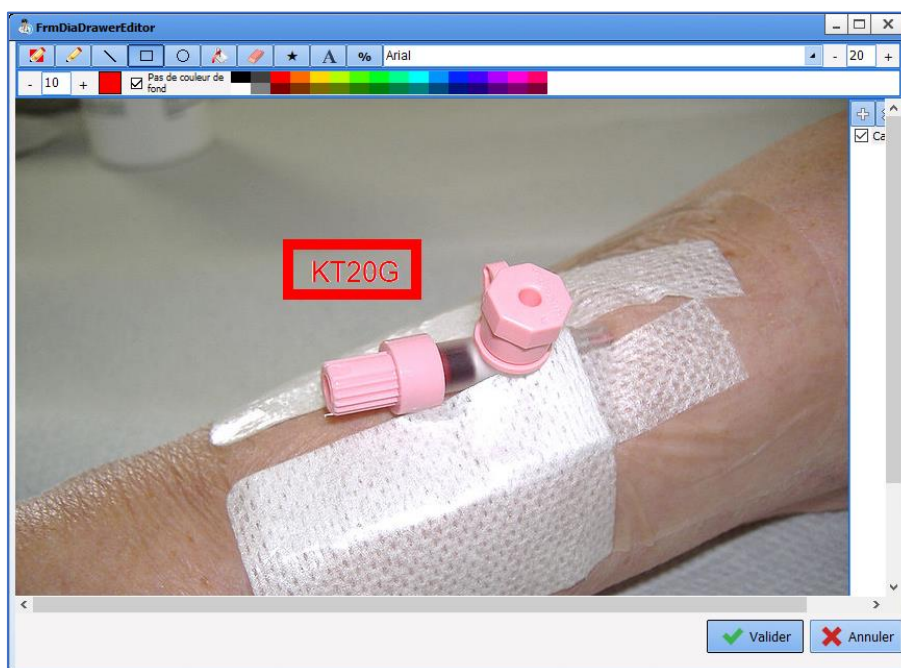 FrmDiaDrawerEditor
A % Arial - 20 +
- 10 + Pas de couleur de
fond
Ca
KT20G
Valider Annuler